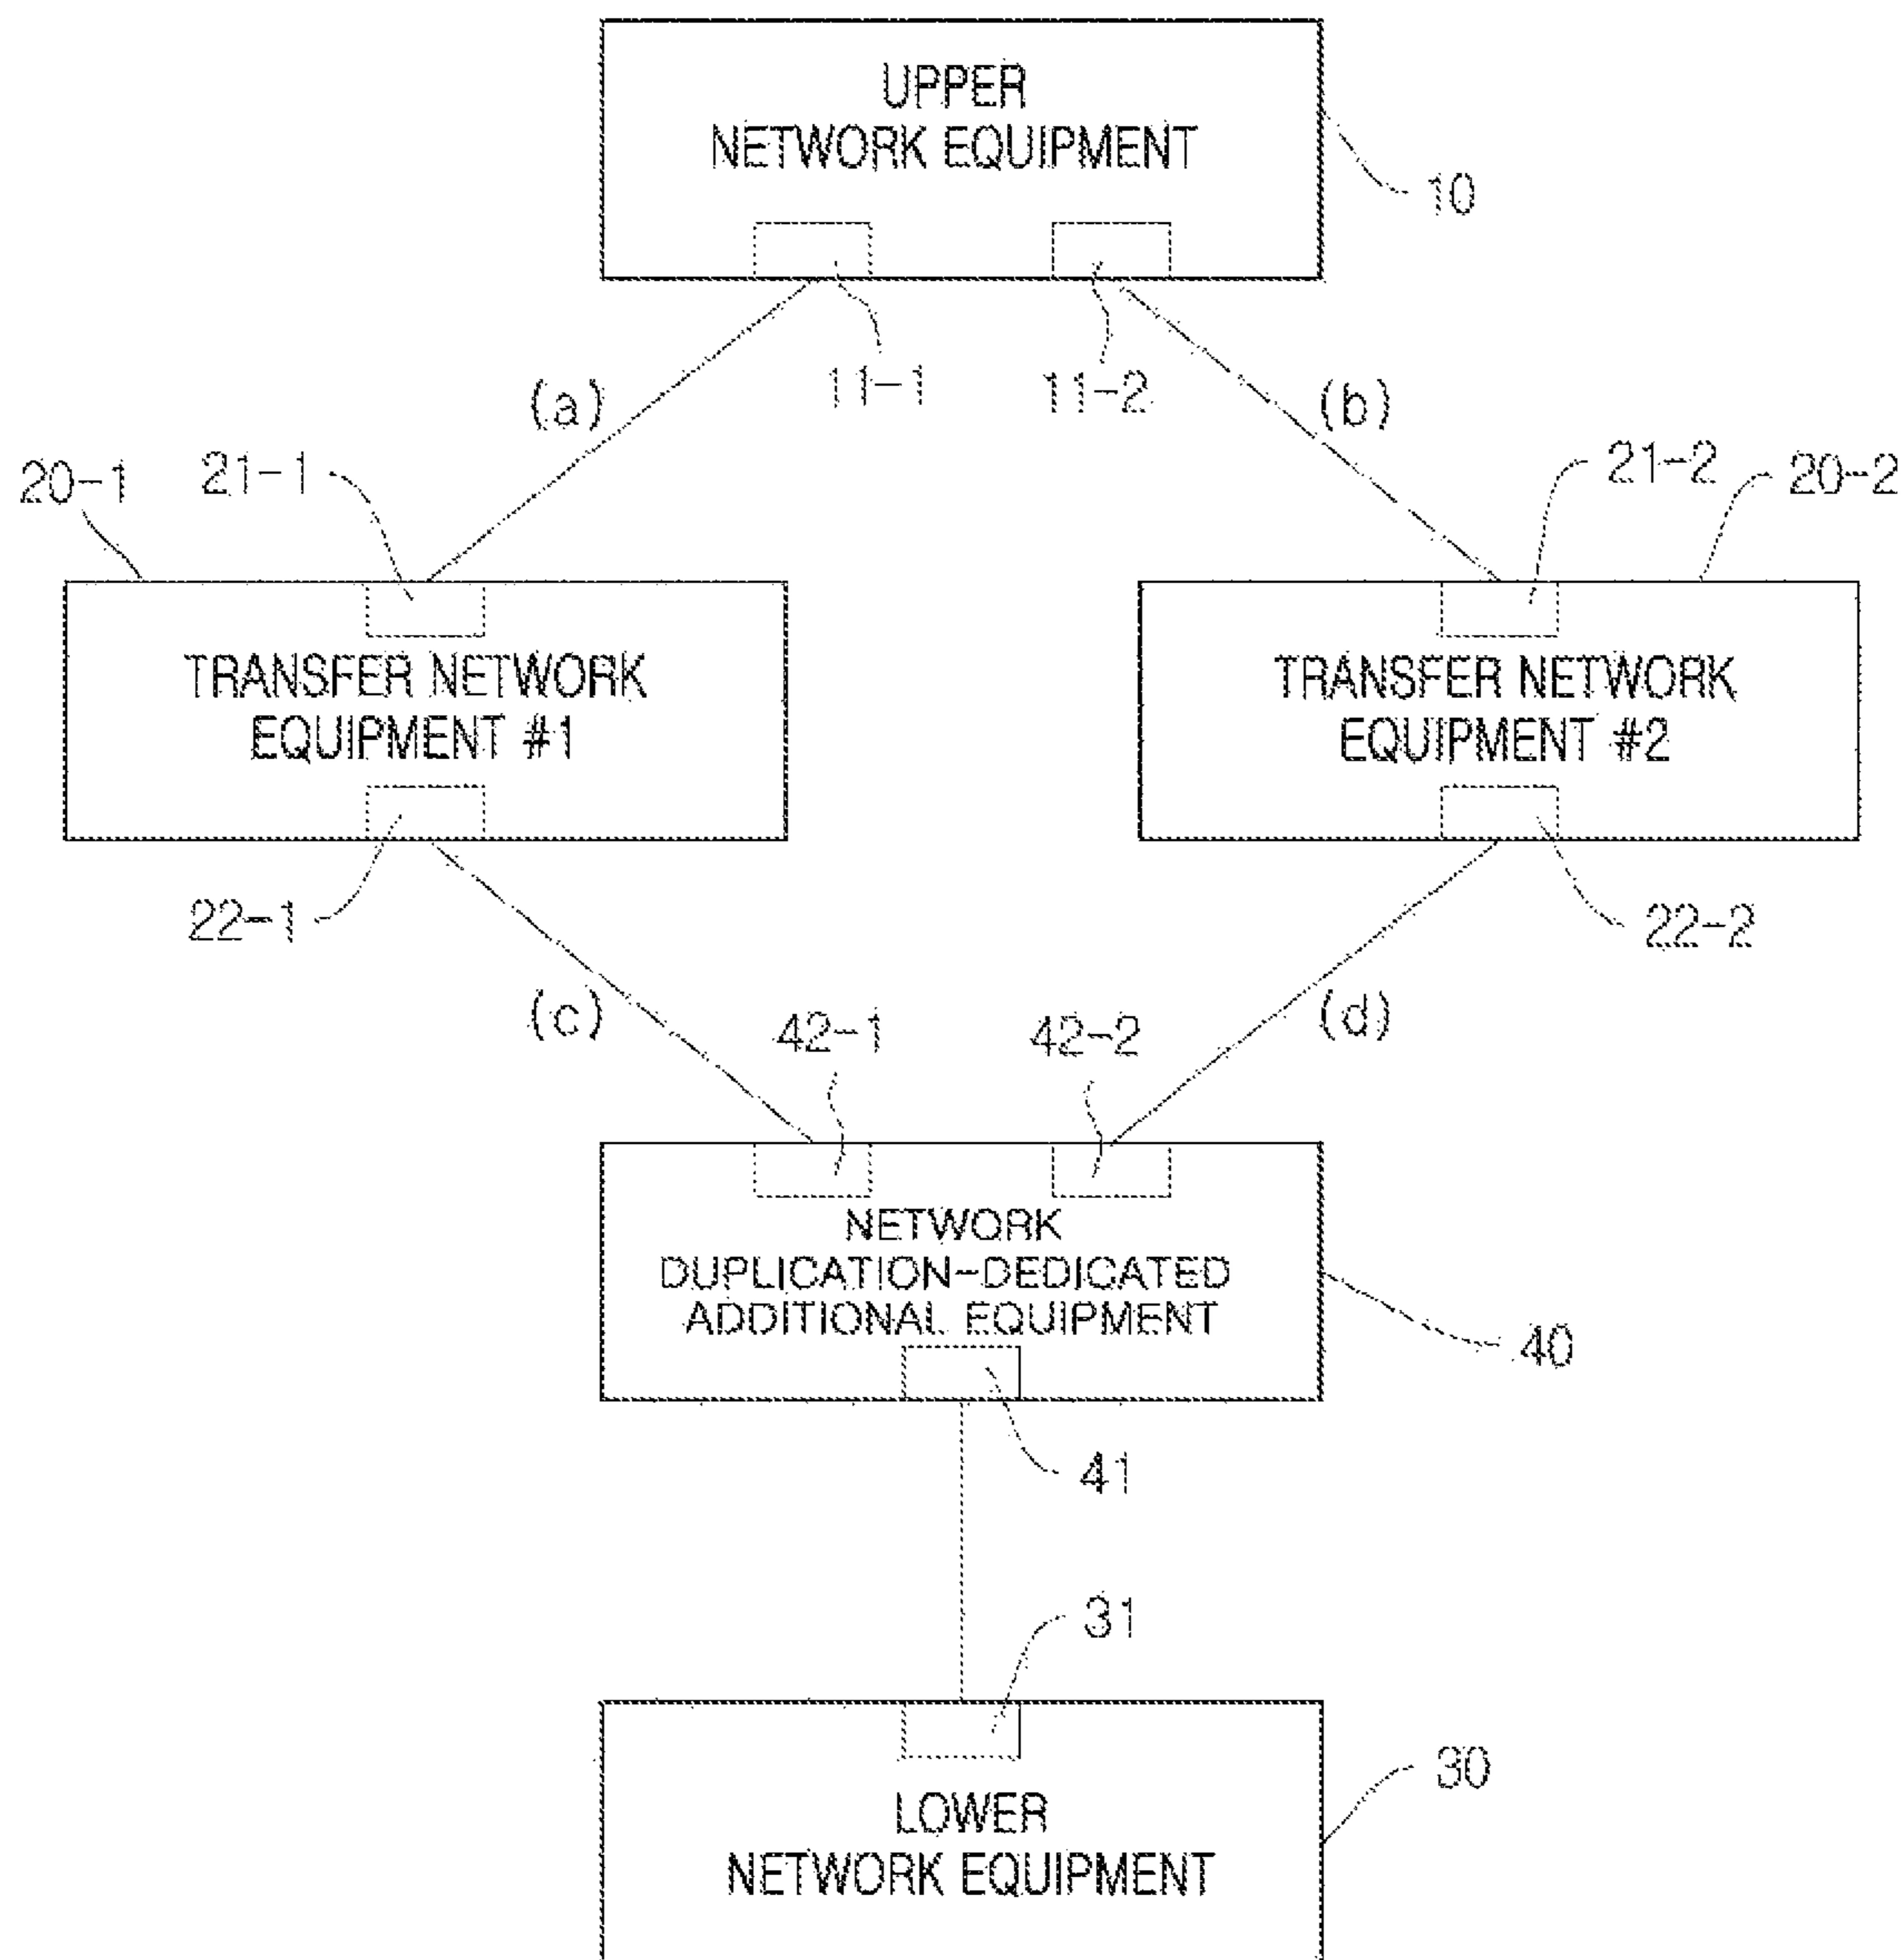 UPPER
NETWORK EQUIPMENT
10
11-1
11-2
(a)
(b)
20-1
21-1
21-2
20-2
TRANSFER NETWORK
EQUIPMENT #1
TRANSFER NETWORK
EQUIPMENT #2
22-1
22-2
(c)
42-1
42-2
(d)
NETWORK
DUPLICATION-DEDICATED
ADDITIONAL EQUIPMENT
40
41
31
30
LOWER
NETWORK EQUIPMENT